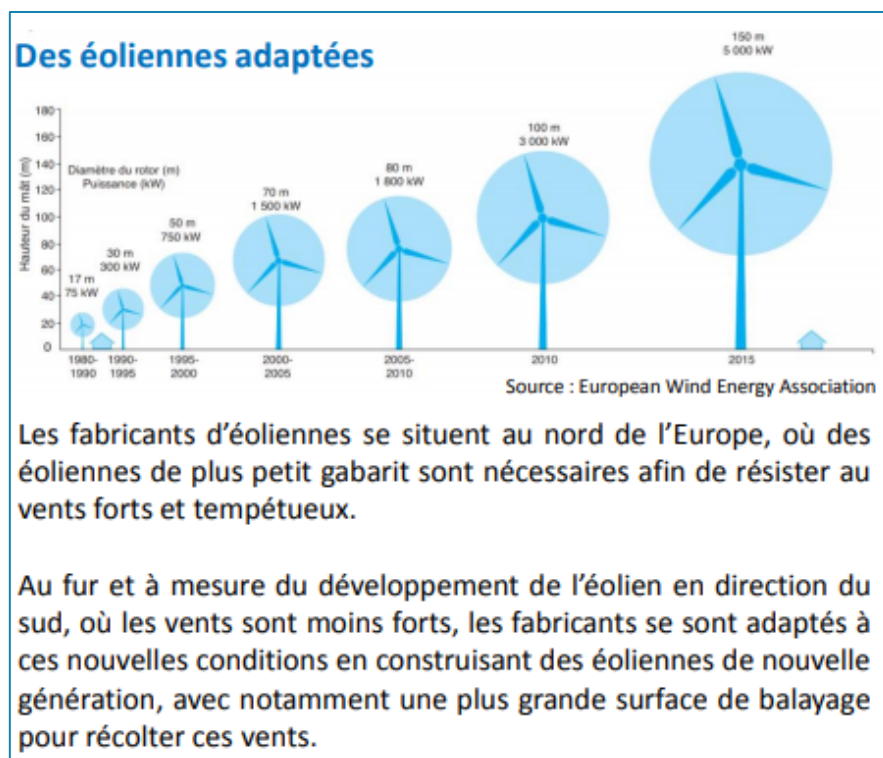 Des éoliennes adaptées
150 m
5 000 kW
100 m
3 000 kW
80 m
1 800 kW
70 m
1 500 kW
50 m
750 kW
30 m
300 kW
17 m
75 kW
Diamètre du rotor (m)
Puissance (kW)
Hauteur du mât (m)
180
160
140
120
100
80
60
40
20
0
1980-
1990
1990-
1995
1995-
2000
2000-
2005
2005-
2010
2010
2015
Source : European Wind Energy Association
Les fabricants d’éoliennes se situent au nord de l’Europe, où des
éoliennes de plus petit gabarit sont nécessaires afin de résister au
vents forts et tempétueux.
Au fur et à mesure du développement de l’éolien en direction du
sud, où les vents sont moins forts, les fabricants se sont adaptés à
ces nouvelles conditions en construisant des éoliennes de nouvelle
génération, avec notamment une plus grande surface de balayage
pour récolter ces vents.